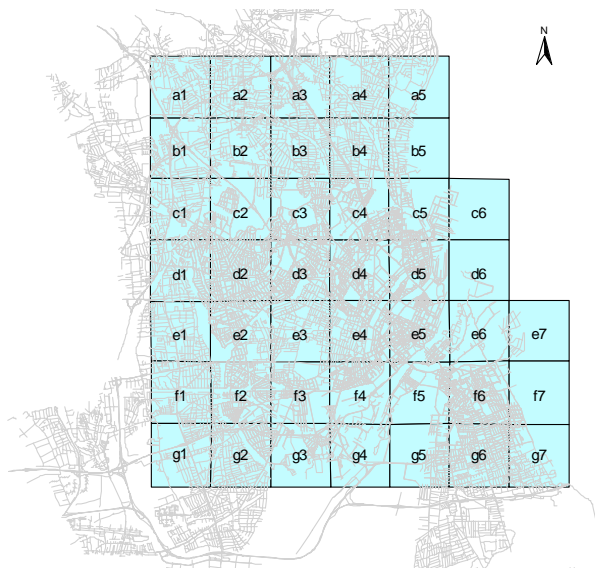 N
a1 a2 a3 a4 a5
b1 b2 b3 b4 b5
c1 c2 c3 c4 c5 c6
d1 d2 d3 d4 d5 d6
e1 e2 e3 e4 e5 e6 e7
f1 f2 f3 f4 f5 f6 f7
g1 g2 g3 g4 g5 g6 g7